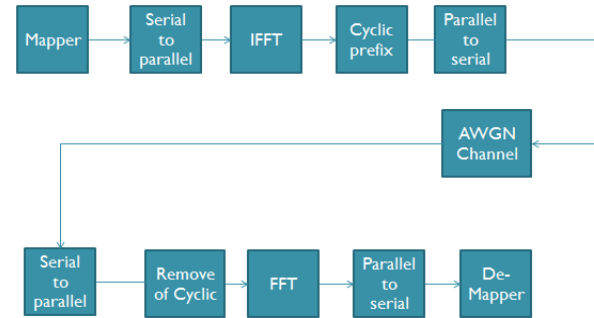 Mapper
Serial
to
parallel
IFFT
Cyclic
prefix
Parallel
to
serial
AWGN
Channel
Serial
to
parallel
Remove
of Cyclic
FFT
Parallel
to
serial
De-
Mapper